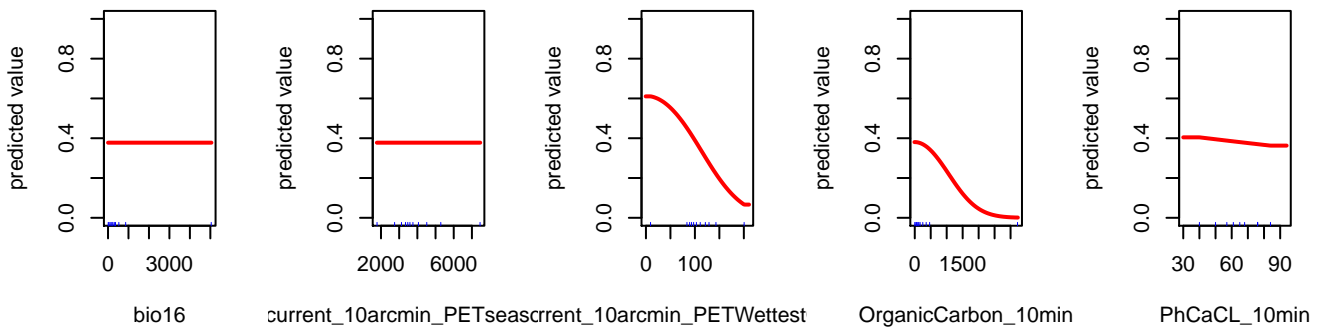 predicted value
0.0 0.4 0.8
0 3000
bio16
predicted value
0.0 0.4 0.8
2000 6000
current_10arcmin_PETseas
predicted value
0.0 0.4 0.8
0 100
crrent_10arcmin_PETWettest
predicted value
0.0 0.4 0.8
0 1500
OrganicCarbon_10min
predicted value
0.0 0.4 0.8
30 60 90
PhCaCL_10min